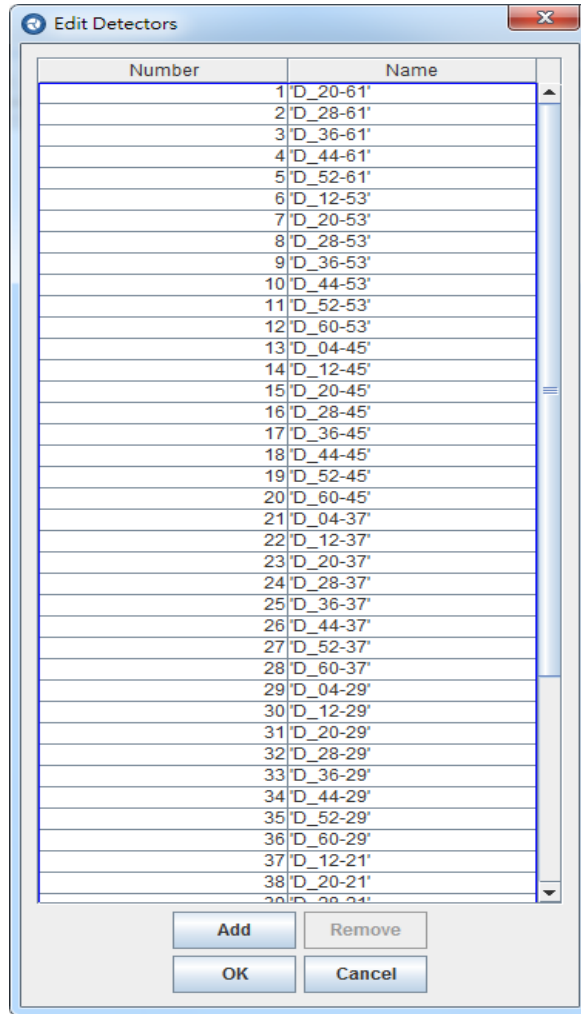 Edit Detectors
Number Name
1 'D_20-61'
2 'D_28-61'
3 'D_36-61'
4 'D_44-61'
5 'D_52-61'
6 'D_12-53'
7 'D_20-53'
8 'D_28-53'
9 'D_36-53'
10 'D_44-53'
11 'D_52-53'
12 'D_60-53'
13 'D_04-45'
14 'D_12-45'
15 'D_20-45'
16 'D_28-45'
17 'D_36-45'
18 'D_44-45'
19 'D_52-45'
20 'D_60-45'
21 'D_04-37'
22 'D_12-37'
23 'D_20-37'
24 'D_28-37'
25 'D_36-37'
26 'D_44-37'
27 'D_52-37'
28 'D_60-37'
29 'D_04-29'
30 'D_12-29'
31 'D_20-29'
32 'D_28-29'
33 'D_36-29'
34 'D_44-29'
35 'D_52-29'
36 'D_60-29'
37 'D_12-21'
38 'D_20-21'
39 'D_28-21'
Add Remove
OK Cancel